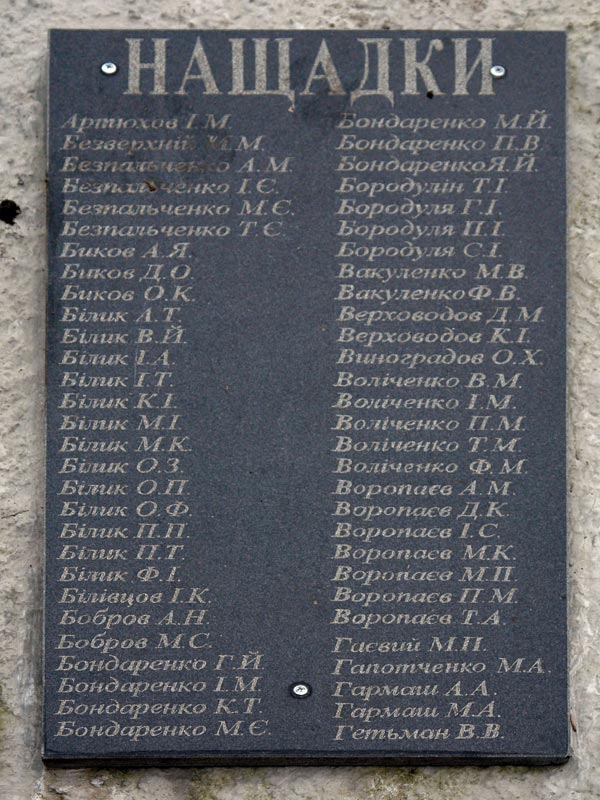 НАЩАДКИ
Артюхов І.М.
Безверхний М.М.
Безпальченко А.М.
Безпальченко І.Є.
Безпальченко М.Є.
Безпальченко Т.Є.
Биков А.Я.
Биков Д.О.
Биков О.К.
Білик А.Т.
Білик В.Й.
Білик І.А.
Білик І.Т.
Білик К.І.
Білик М.І.
Білик М.К.
Білик О.З.
Білик О.П.
Білик О.Ф.
Білик П.П.
Білик П.Т.
Білик Ф.І.
Білівцов І.К.
Бобров А.Н.
Бобров М.С.
Бондаренко Г.Й.
Бондаренко І.М.
Бондаренко К.Т.
Бондаренко М.Є.
Бондаренко М.Й.
Бондаренко П.В.
Бондаренко Я.Й.
Бородулін Т.І.
Бородуля Г.І.
Бородуля П.І.
Бородуля С.І.
Вакуленко М.В.
Вакуленко Ф.В.
Верховодов Д.М.
Верховодов К.І.
Виноградов О.Х.
Воліченко В.М.
Воліченко І.М.
Воліченко П.М.
Воліченко Т.М.
Воліченко Ф.М.
Воропаєв А.М.
Воропаєв Д.К.
Воропаєв І.С.
Воропаєв М.К.
Воропаєв М.П.
Воропаєв П.М.
Воропаєв Т.А.
Гаєвий М.П.
Гапотченко М.А.
Гармаш А.А.
Гармаш М.А.
Гетьман В.В.